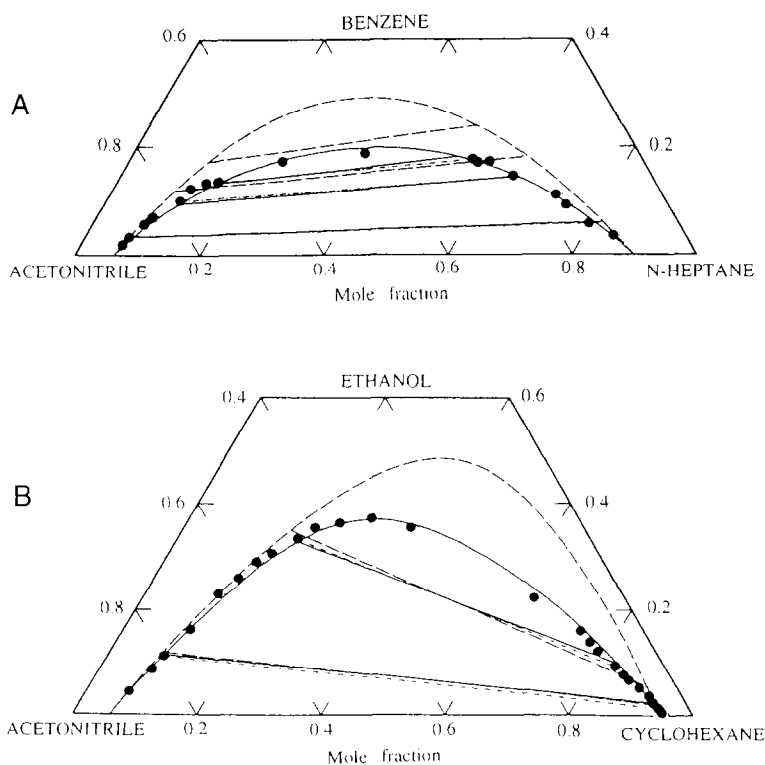 BENZENE
0.6
0.4
A
0.8
0.2
ACETONITRILE
0.2
0.4
0.6
0.8
N-HEPTANE
Mole fraction
ETHANOL
0.4
0.6
B
0.6
0.4
0.8
0.2
ACETONITRILE
0.2
0.4
0.6
0.8
CYCLOHEXANE
Mole fraction